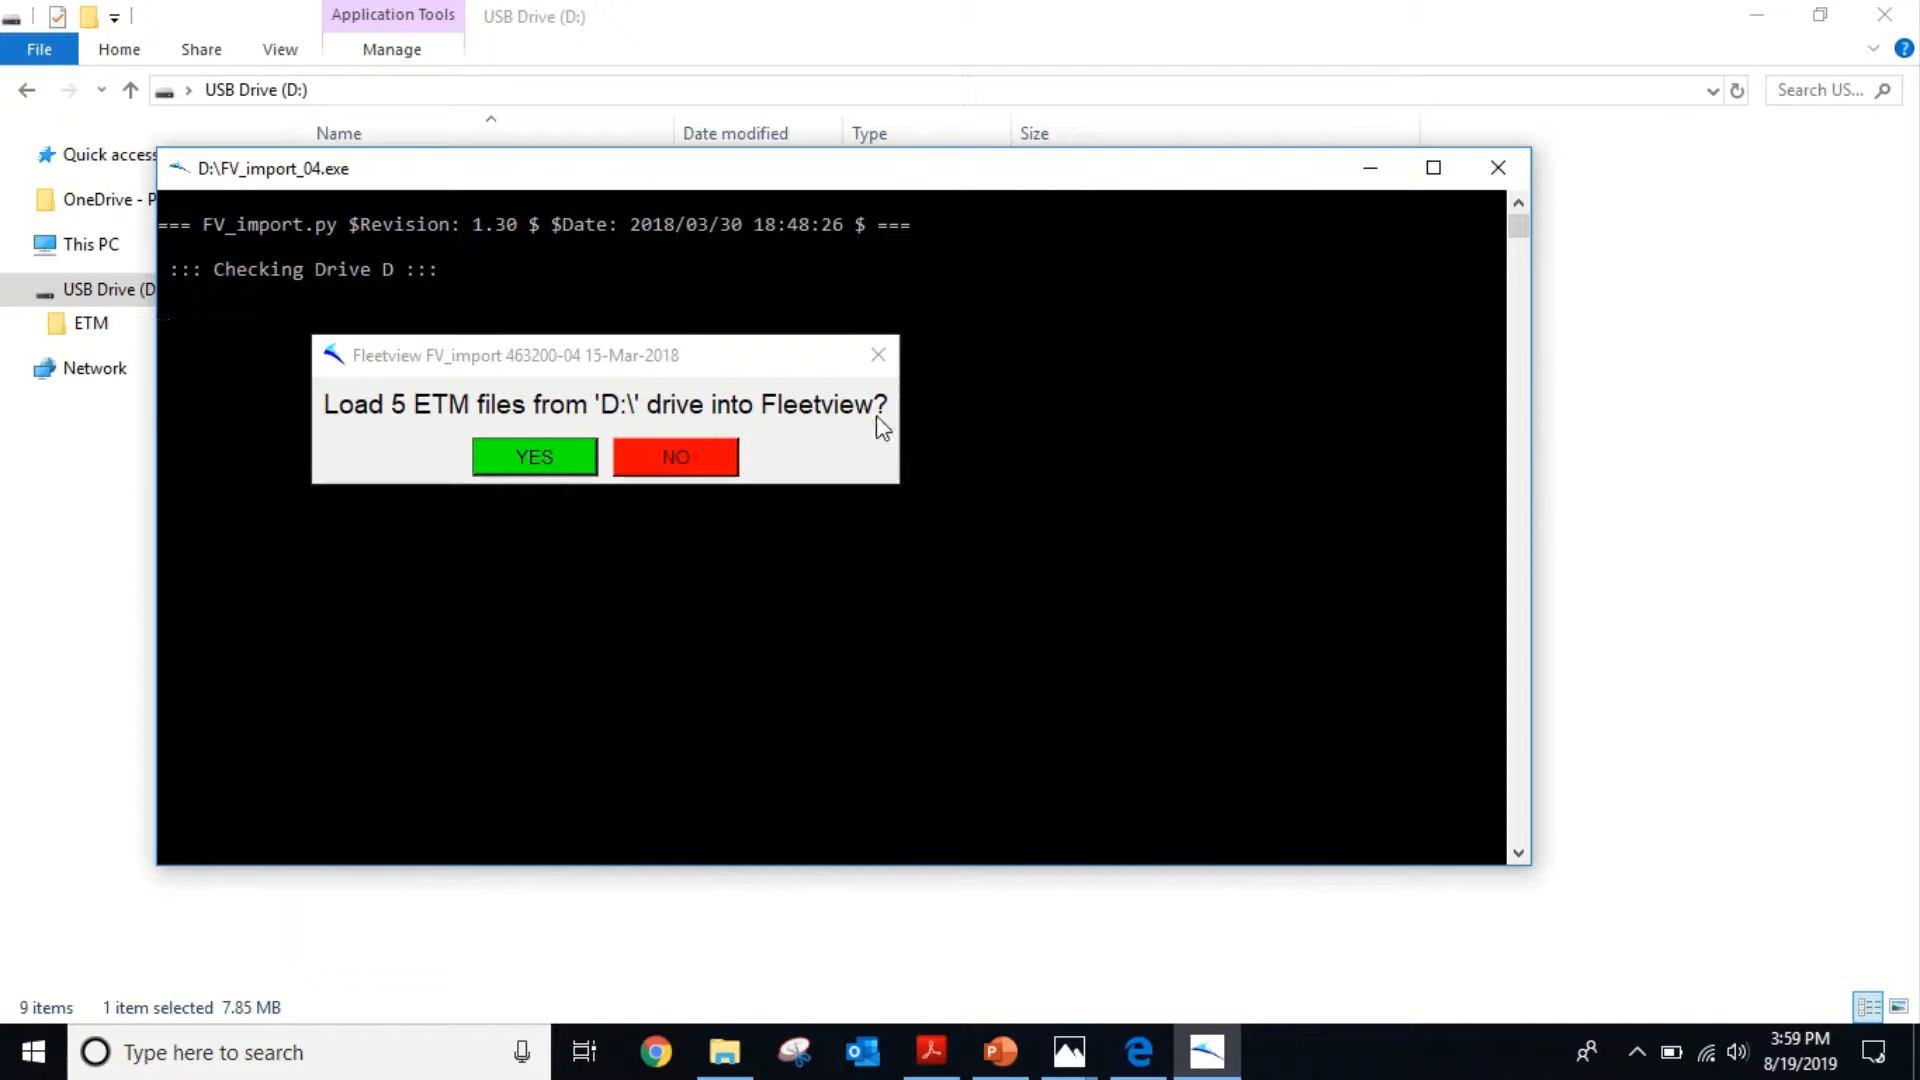 Application Tools
USB Drive (D:)
File
Home
Share
View
Manage
USB Drive (D:)
Search US...
Name
Date modified
Type
Size
Quick access
OneDrive - P
This PC
USB Drive (D
ETM
Network
D:\FV_import_04.exe
=== FV_import.py $Revision: 1.30 $ $Date: 2018/03/30 18:48:26 $ ===
::: Checking Drive D :::
Fleetview FV_import 463200-04 15-Mar-2018
Load 5 ETM files from 'D:\' drive into Fleetview?
YES
NO
9 items
1 item selected 7.85 MB
Type here to search
3:59 PM
8/19/2019